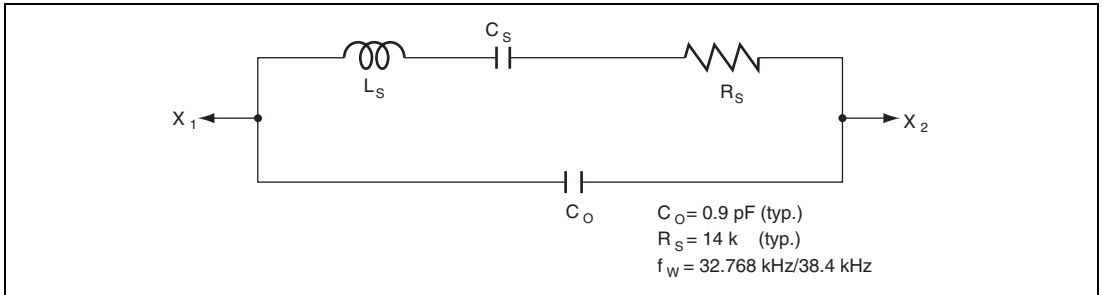 C S
L S
R S
X 1
X 2
C O
C O = 0.9 pF (typ.)
R S = 14 k (typ.)
f W = 32.768 kHz/38.4 kHz